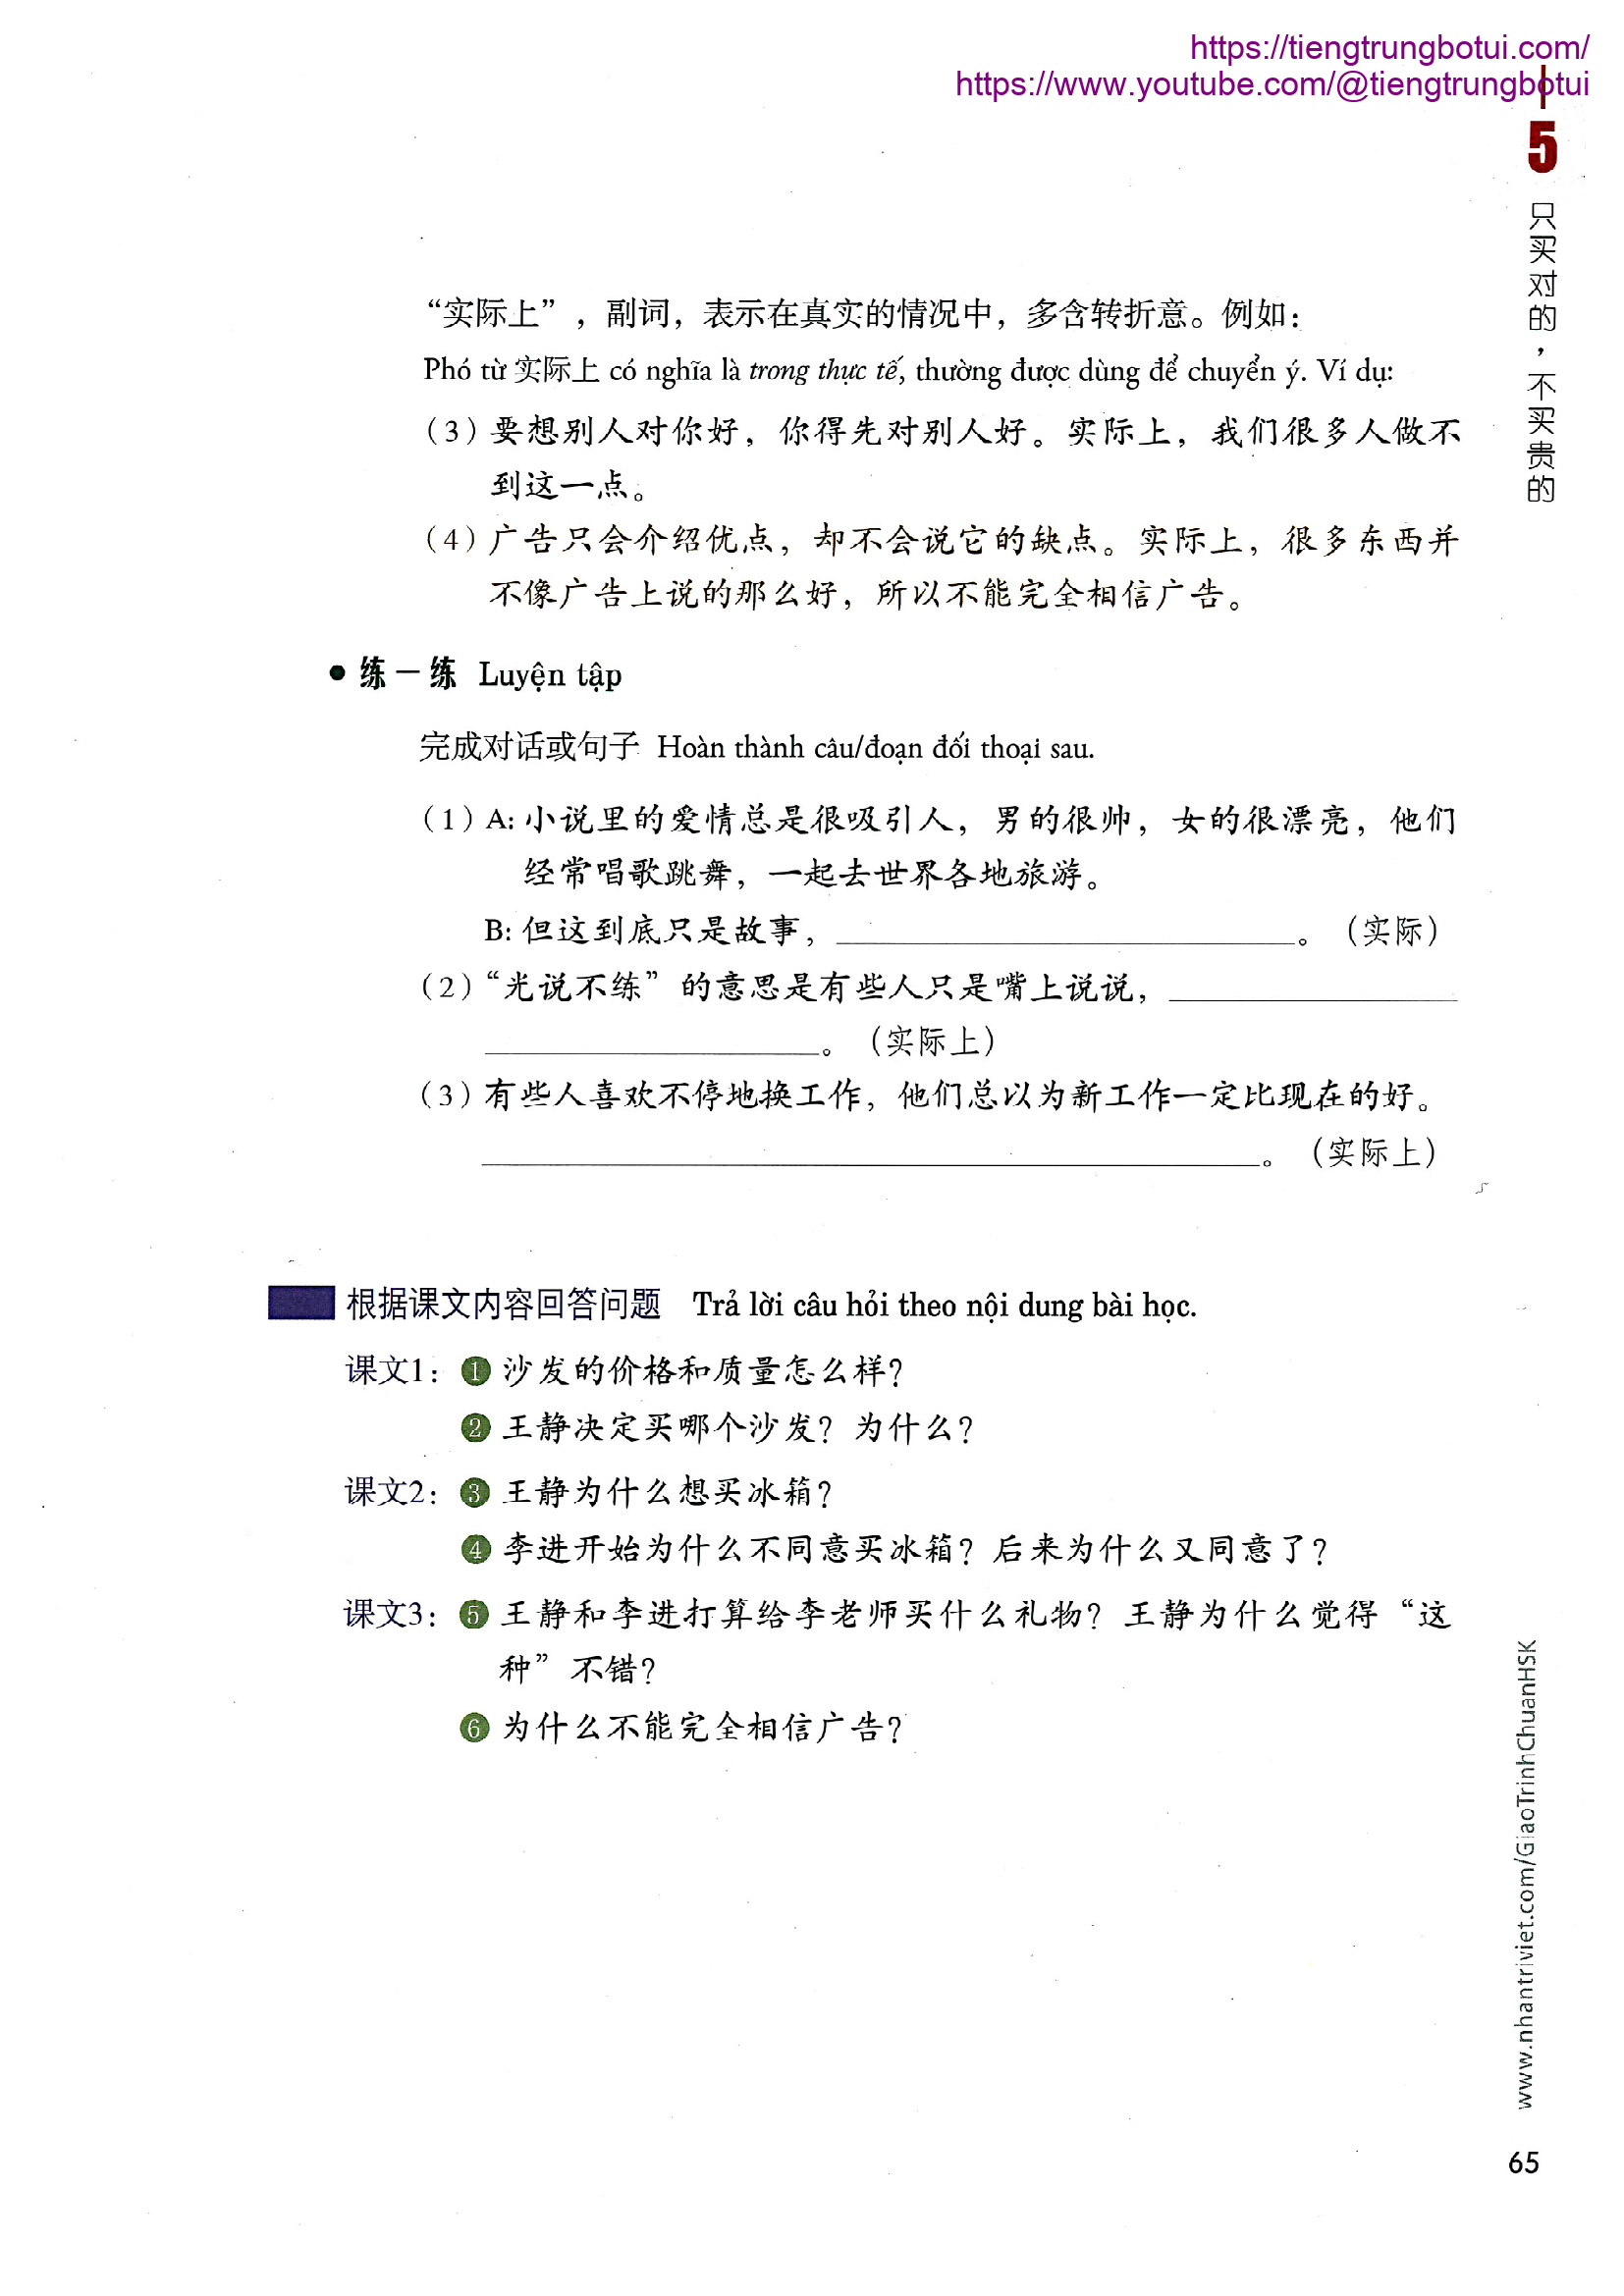 https://tiengtrungbotui.com/
https://www.youtube.com/@tiengtrungbotui
5
只买对的，不买贵的
“实际上”，副词，表示在真实的情况中，多含转折意。例如：
Phó từ 实际上 có nghĩa là trong thực tế, thường được dùng để chuyển ý. Ví dụ:
（3）要想别人对你好，你得先对别人好。实际上，我们很多人做不
到这一点。
（4）广告只会介绍优点，却不会说它的缺点。实际上，很多东西并
不像广告上说的那么好，所以不能完全相信广告。
● 练一练 Luyện tập
完成对话或句子 Hoàn thành câu/đoạn đối thoại sau.
（1）A: 小说里的爱情总是很吸引人，男的很帅，女的很漂亮，他们
经常唱歌跳舞，一起去世界各地旅游。
B: 但这到底只是故事，____________________。（实际）
（2）“光说不练”的意思是有些人只是嘴上说说，____________
____________________。（实际上）
（3）有些人喜欢不停地换工作，他们总以为新工作一定比现在的好。
____________________。（实际上）
根据课文内容回答问题 Trả lời câu hỏi theo nội dung bài học.
课文1：❶ 沙发的价格和质量怎么样？
❷ 王静决定买哪个沙发？为什么？
课文2：❸ 王静为什么想买冰箱？
❹ 李进开始为什么不同意买冰箱？后来为什么又同意了？
课文3：❺ 王静和李进打算给李老师买什么礼物？王静为什么觉得“这
种”不错？
❻ 为什么不能完全相信广告？
www.nhantriviet.com/GiaoTrinhChuanHSK
65